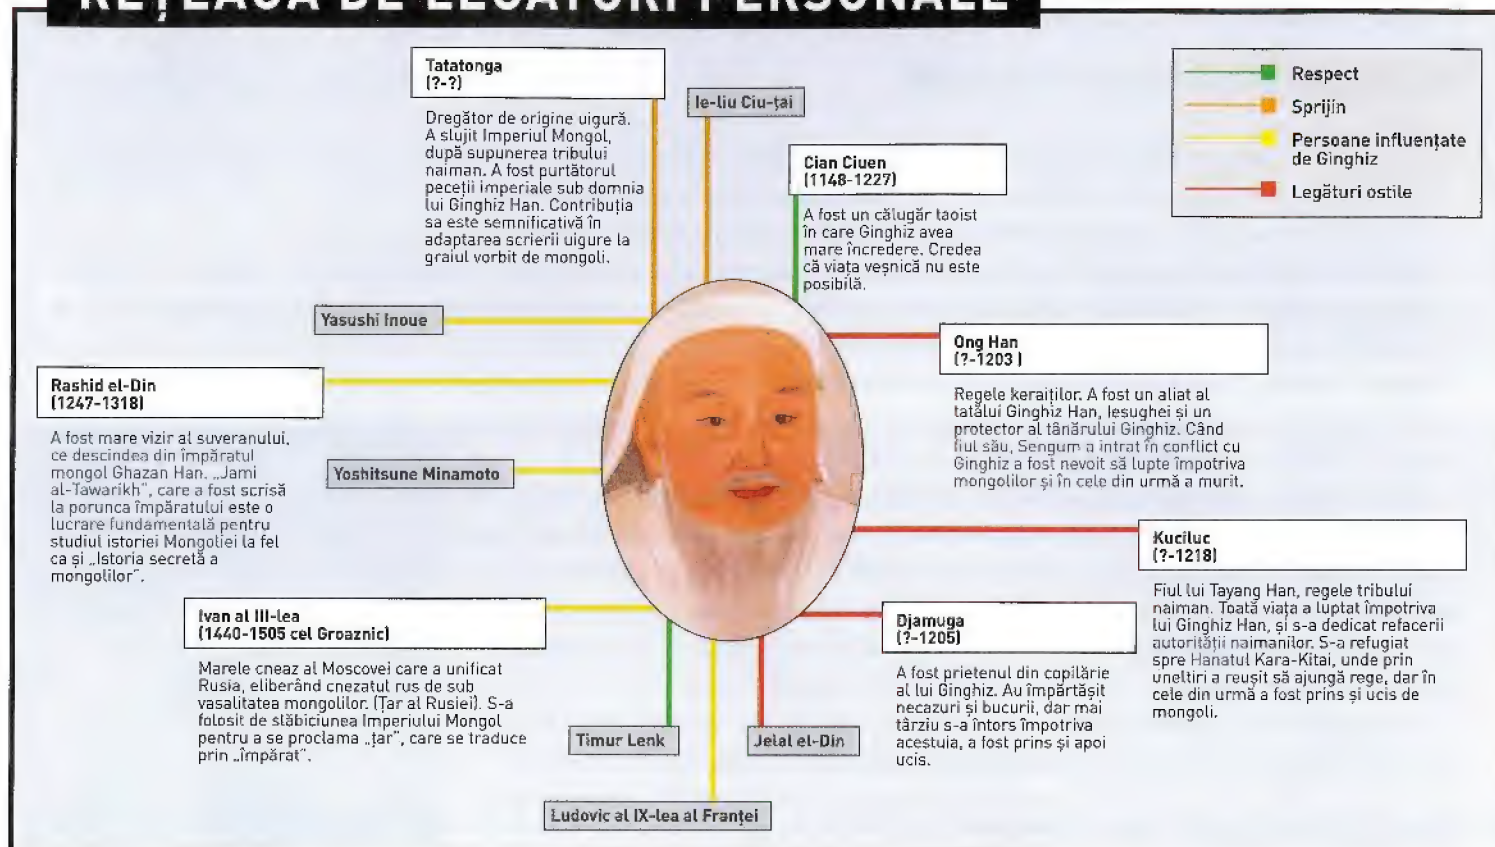 REȚEAUA DE LEGĂTURI PERSONALE
Tatatonga
(?-?)
Dregător de origine uigură.
A slujit Imperiul Mongol,
după supunerea tribului
naiman. A fost purtătorul
peceții imperiale sub domnia
lui Ginghiz Han. Contribuția
sa este semnificativă în
adaptarea scrierii uigure la
graiul vorbit de mongoli.
Ie-liu Ciu-țai
Cian Ciuen
(1148-1227)
A fost un călugăr taoist
în care Ginghiz avea
mare încredere. Credea
că viața veșnică nu este
posibilă.
Respect
Sprijin
Persoane influențate
de Ginghiz
Legături ostile
Yasushi Inoue
Rashid el-Din
(1247-1318)
A fost mare vizir al suveranului,
ce descindea din împăratul
mongol Ghazan Han. „Jami
al-Tawarikh”, care a fost scrisă
la porunca împăratului este o
lucrare fundamentală pentru
studiul istoriei Mongoliei la fel
ca și „Istoria secretă a
mongolilor”.
Yoshitsune Minamoto
Ong Han
(?-1203 )
Regele keraiților. A fost un aliat al
tatălui Ginghiz Han, Iesughei și un
protector al tânărului Ginghiz. Când
fiul său, Sengum a intrat în conflict cu
Ginghiz a fost nevoit să lupte împotriva
mongolilor și în cele din urmă a murit.
Kuciluc
(?-1218)
Fiul lui Tayang Han, regele tribului
naiman. Toată viața a luptat împotriva
lui Ginghiz Han, și s-a dedicat refacerii
autorității naimanilor. S-a refugiat
spre Hanatul Kara-Kitai, unde prin
uneltiri a reușit să ajungă rege, dar în
cele din urmă a fost prins și ucis de
mongoli.
Ivan al III-lea
(1440-1505 cel Groaznic)
Marele cneaz al Moscovei care a unificat
Rusia, eliberând cnezatul rus de sub
vasalitatea mongolilor. (Țar al Rusiei). S-a
folosit de slăbiciunea Imperiului Mongol
pentru a se proclama „țar”, care se traduce
prin „împărat”.
Djamuga
(?-1205)
A fost prietenul din copilărie
al lui Ginghiz. Au împărtășit
necazuri și bucurii, dar mai
târziu s-a întors împotriva
acestuia, a fost prins și apoi
ucis.
Timur Lenk
Jelal el-Din
Ludovic al IX-lea al Franței